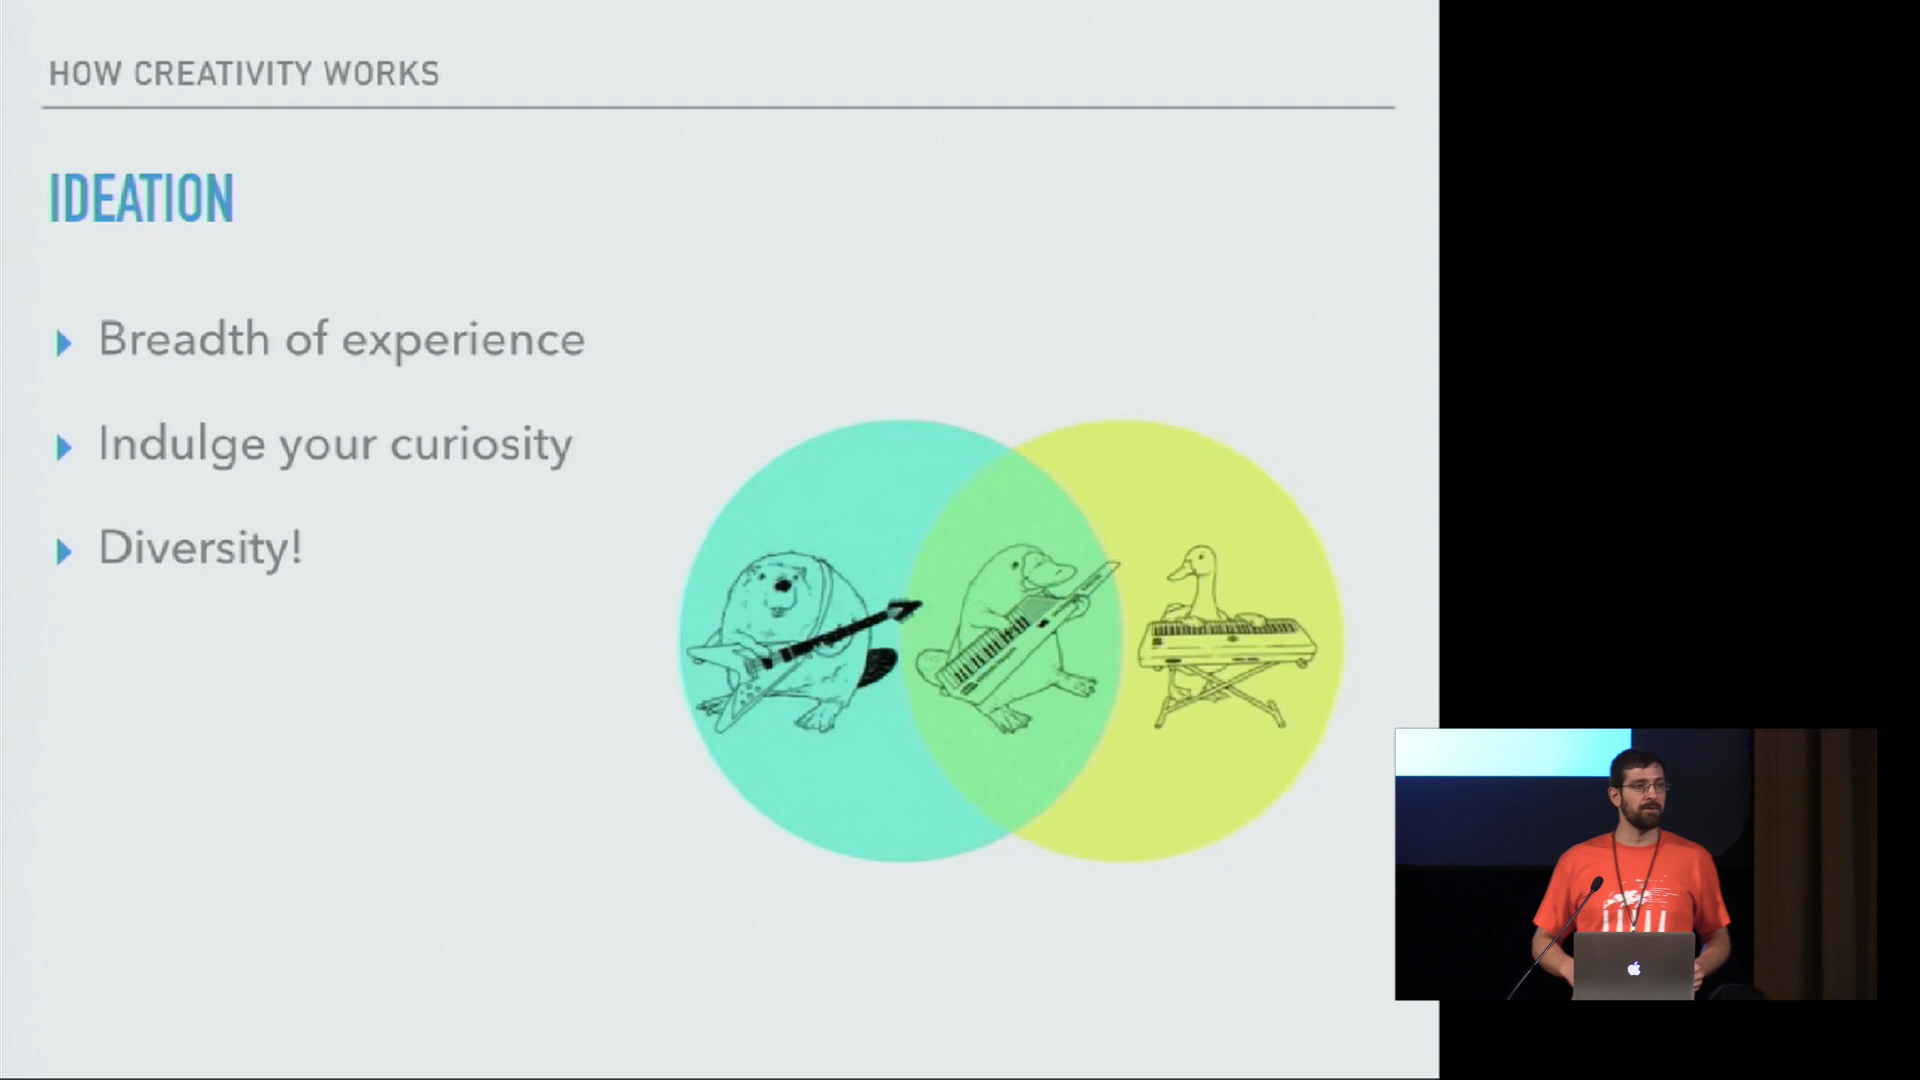 HOW CREATIVITY WORKS
IDEATION
Breadth of experience
Indulge your curiosity
Diversity!